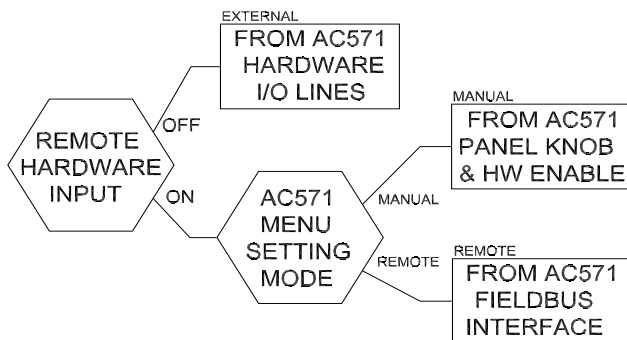 EXTERNAL
FROM AC571
HARDWARE
I/O LINES
REMOTE
HARDWARE
INPUT
OFF
ON
AC571
MENU
SETTING
MODE
MANUAL
MANUAL
FROM AC571
PANEL KNOB
& HW ENABLE
REMOTE
REMOTE
FROM AC571
FIELDBUS
INTERFACE